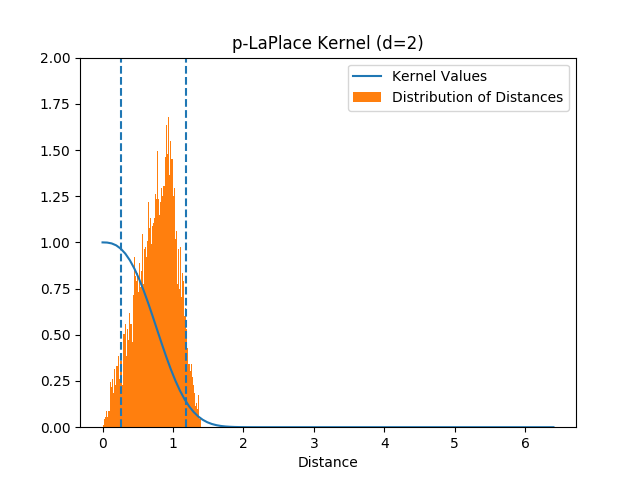 p-LaPlace Kernel (d=2)
Kernel Values
Distribution of Distances
2.00
1.75
1.50
1.25
1.00
0.75
0.50
0.25
0.00
0 1 2 3 4 5 6
Distance